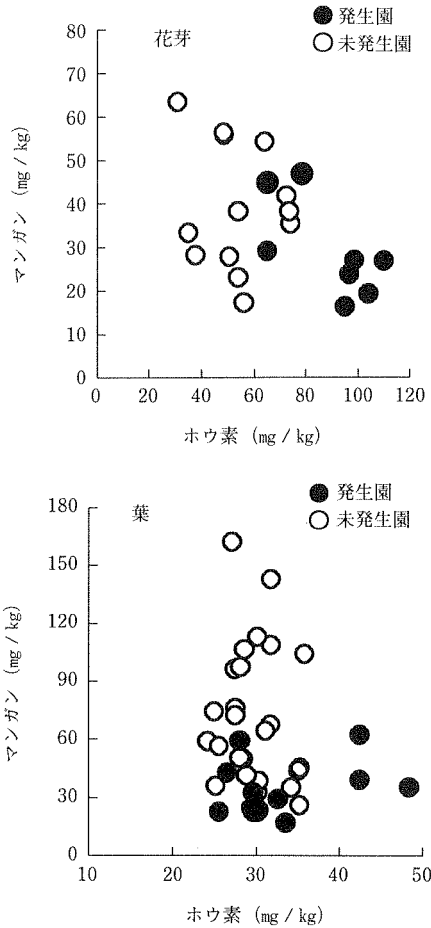 花芽
● 発生園
○ 未発生園
マンガン (mg / kg)
80
70
60
50
40
30
20
10
0
0 20 40 60 80 100 120
ホウ素 (mg / kg)
葉
● 発生園
○ 未発生園
マンガン (mg / kg)
180
150
120
90
60
30
0
10 20 30 40 50
ホウ素 (mg / kg)